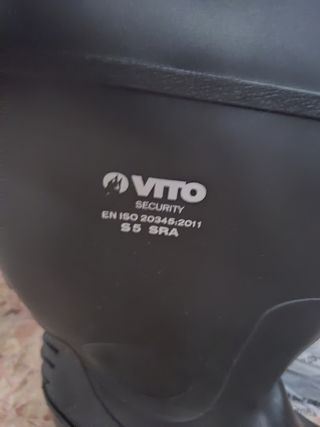 VITO
SECURITY
EN ISO 20345:2011
S5 SRA